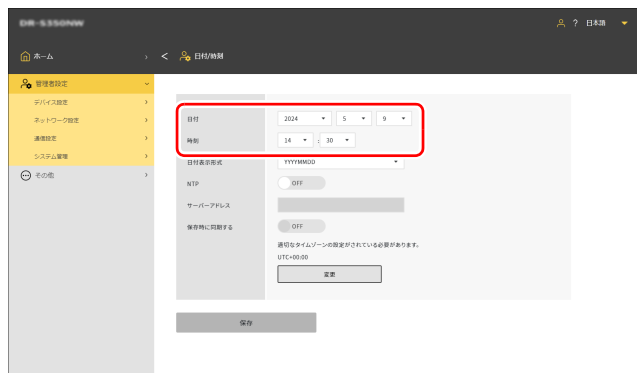 DR-S350NW
? 日本語
ホーム
< 日付/時刻
管理者設定
デバイス設定
ネットワーク設定
通信設定
システム管理
その他
日付 2024 5 9
時刻 14 : 30
日付表示形式 YYYYMMDD
NTP OFF
サーバーアドレス
保存時に同期する OFF
適切なタイムゾーンの設定がされている必要があります。
UTC+00:00
変更
保存